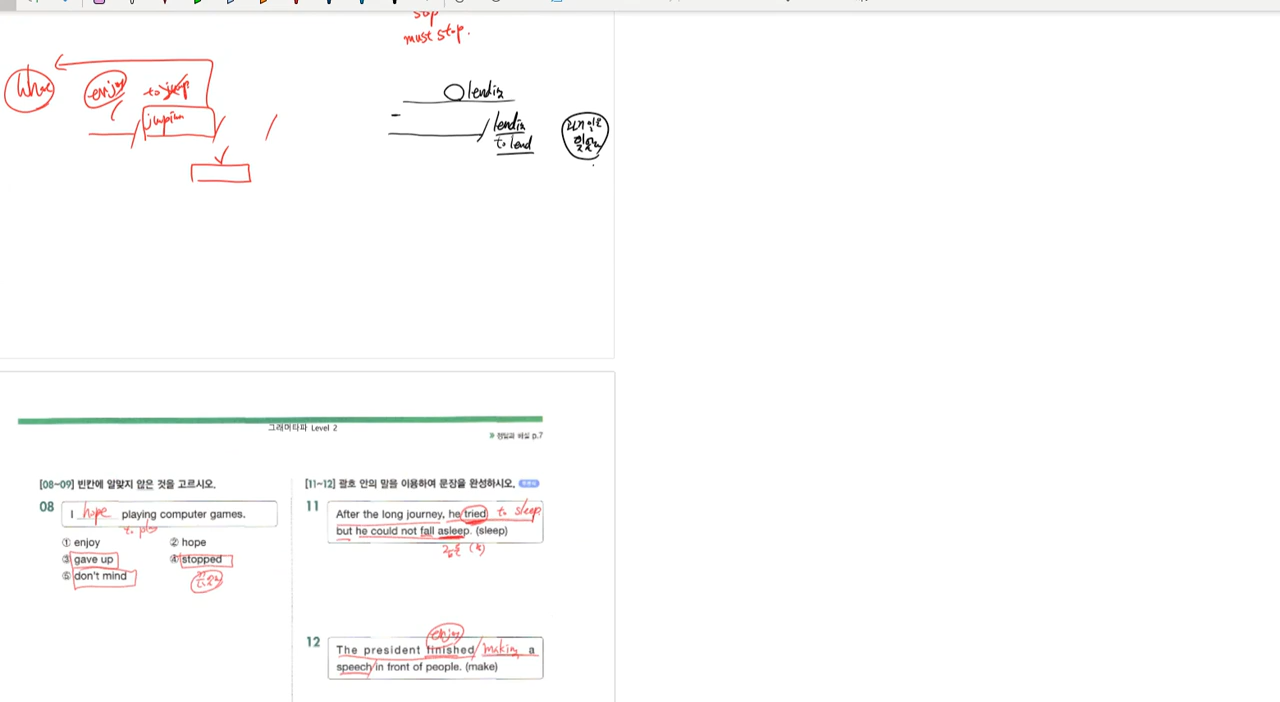 must stop.
enjoy
to jump
lending
lending
to lend
그래머타파 Level 2
» 정답과 해설 p.7
[08~09] 빈칸에 알맞지 않은 것을 고르시오.
08
I hope playing computer games.
① enjoy ② hope
③ gave up ④ stopped
⑤ don't mind
[11~12] 괄호 안의 말을 이용하여 문장을 완성하시오.
11
After the long journey, he tried to sleep
but he could not fall asleep. (sleep)
12
enjoy
The president finished making a
speech in front of people. (make)